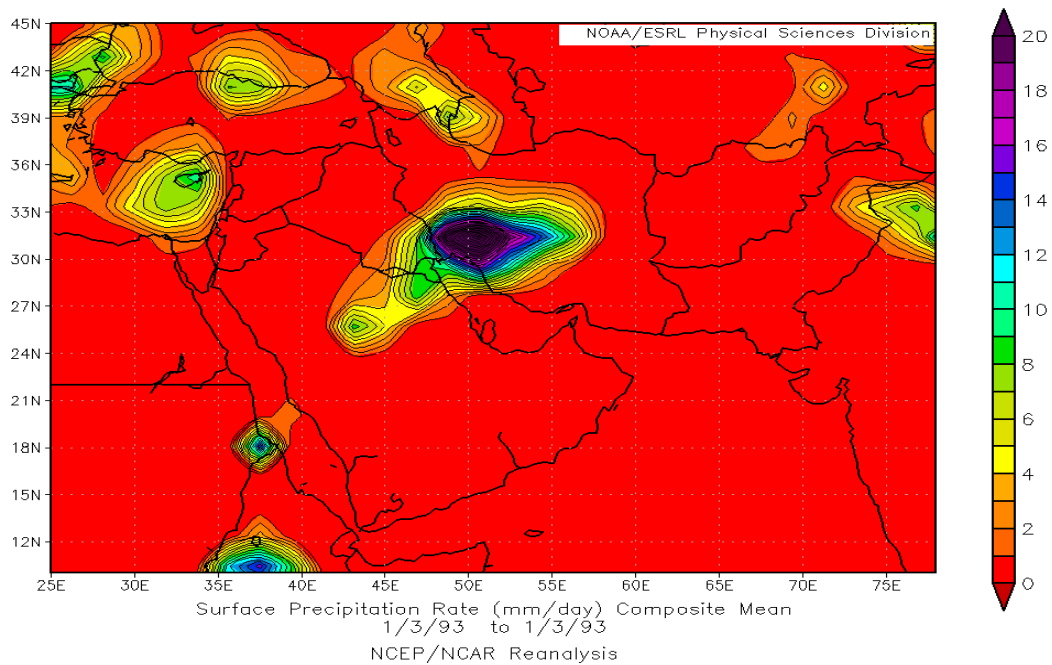 NOAA/ESRL Physical Sciences Division
45N
42N
39N
36N
33N
30N
27N
24N
21N
18N
15N
12N
25E 30E 35E 40E 45E 50E 55E 60E 65E 70E 75E
20
18
16
14
12
10
8
6
4
2
0
Surface Precipitation Rate (mm/day) Composite Mean
1/3/93 to 1/3/93
NCEP/NCAR Reanalysis